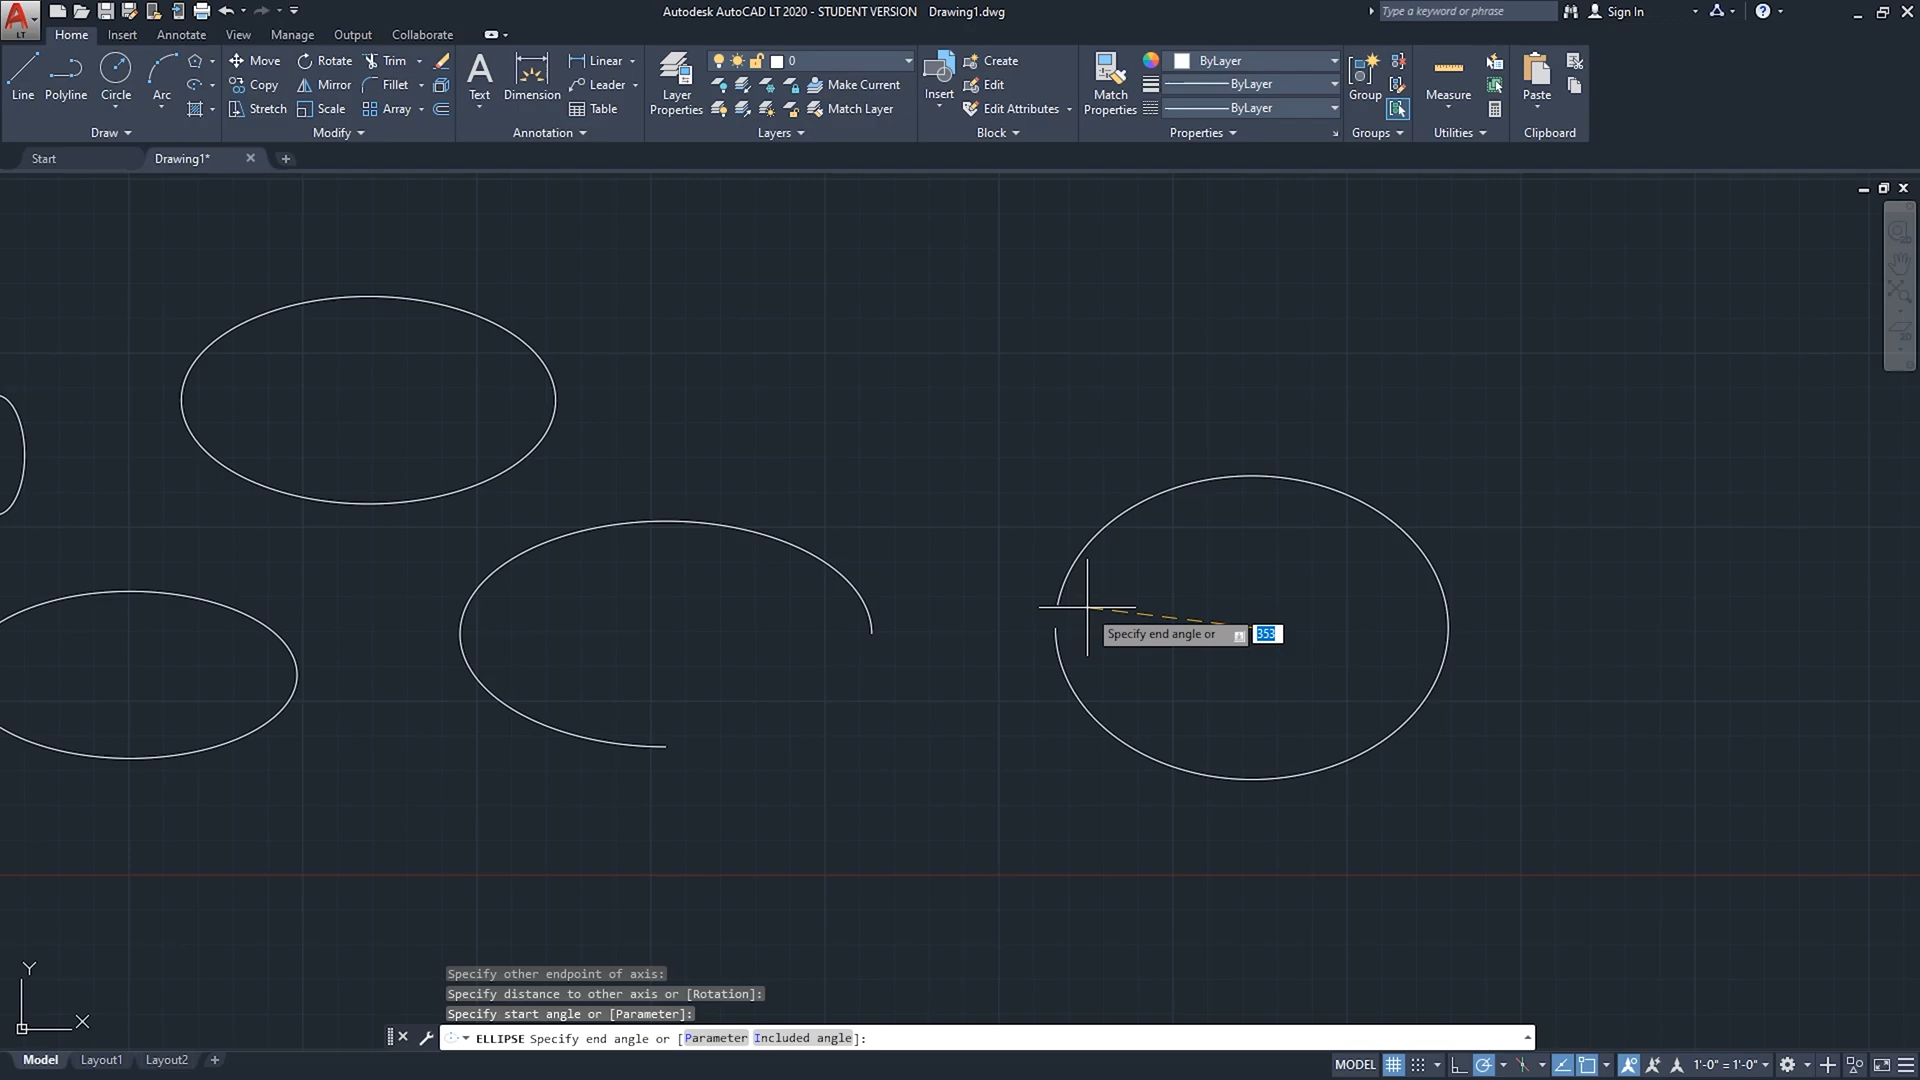 Autodesk AutoCAD LT 2020 - STUDENT VERSION Drawing1.dwg
Type a keyword or phrase
Sign In
LT
Home Insert Annotate View Manage Output Collaborate
Line
Polyline
Circle
Arc
Draw
Move Rotate Trim
Copy Mirror Fillet
Stretch Scale Array
Modify
Text
Dimension
Linear
Leader
Table
Annotation
Layer
Properties
0
Make Current
Match Layer
Layers
Insert
Create
Edit
Edit Attributes
Block
Match
Properties
ByLayer
ByLayer
ByLayer
Properties
Group
Groups
Measure
Utilities
Paste
Clipboard
Start Drawing1*
Specify end angle or 353
Y
X
Specify other endpoint of axis:
Specify distance to other axis or [Rotation]:
Specify start angle or [Parameter]:
ELLIPSE Specify end angle or [Parameter Included angle]:
Model Layout1 Layout2
MODEL
1'-0" = 1'-0"